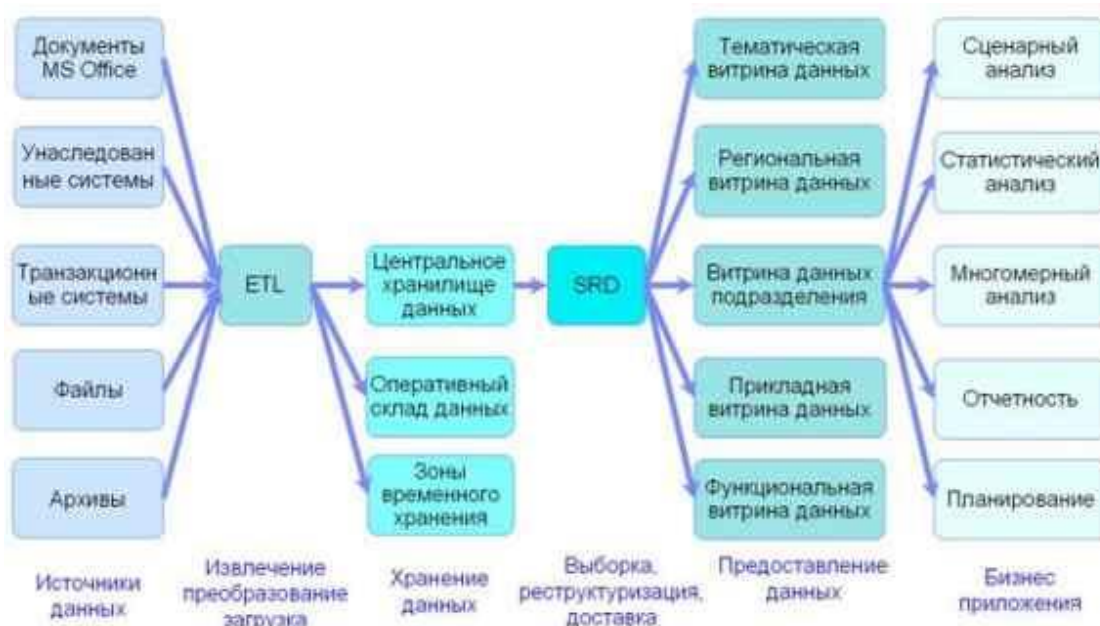 Документы
MS Office
Унаследован
ные системы
Транзакционн
ые системы
Файлы
Архивы
Источники
данных
ETL
Извлечение
преобразование
загрузка
Центральное
хранилище
данных
Оперативный
склад данных
Зоны
временного
хранения
Хранение
данных
SRD
Выборка,
реструктуризация,
доставка
Тематическая
витрина данных
Региональная
витрина данных
Витрина данных
подразделения
Прикладная
витрина данных
Функциональная
витрина данных
Предоставление
данных
Сценарный
анализ
Статистический
анализ
Многомерный
анализ
Отчетность
Планирование
Бизнес
приложения